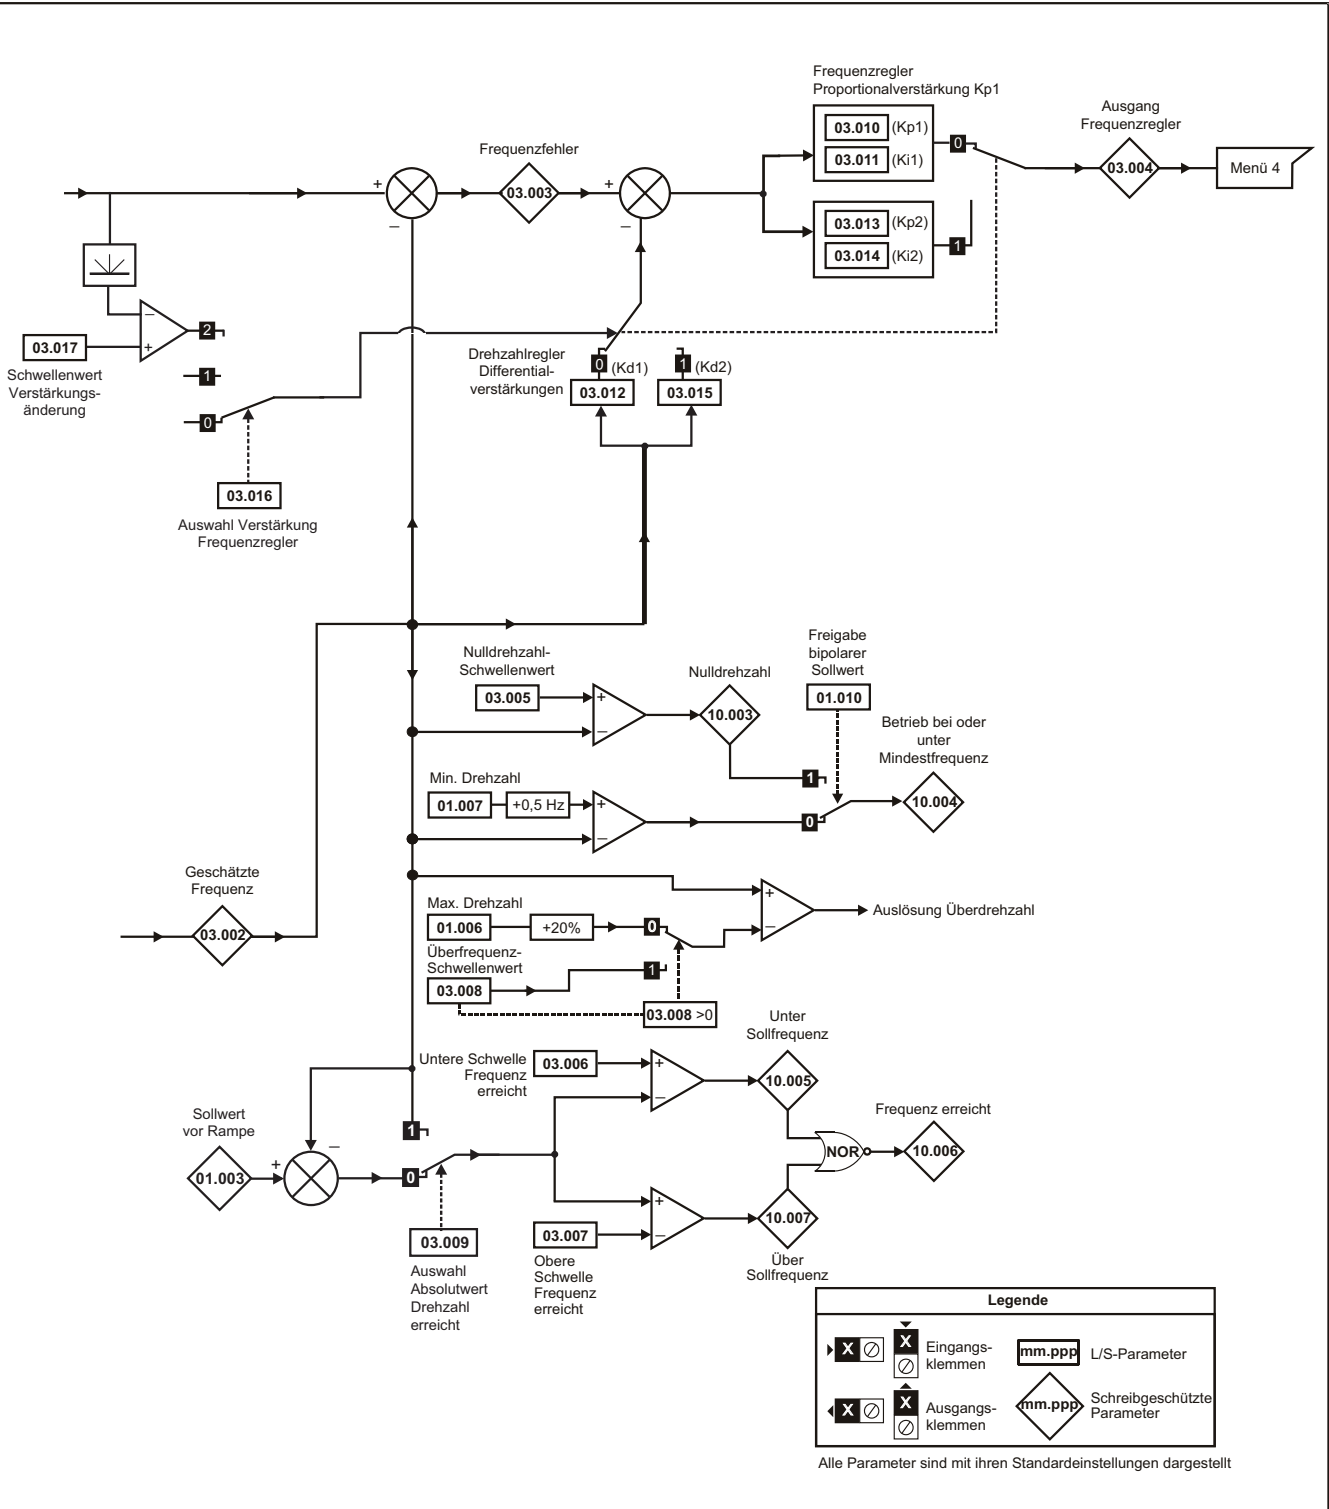 Frequenzregler
Proportionalverstärkung Kp1
03.010 (Kp1)
03.011 (Ki1)
0
Ausgang
Frequenzregler
03.004
Menü 4
Frequenzfehler
+
03.003
+
–
–
03.013 (Kp2)
03.014 (Ki2)
1
–
+
2
03.017
Schwellenwert
Verstärkungs-
änderung
1
0
03.016
Auswahl Verstärkung
Frequenzregler
Drehzahlregler
Differential-
verstärkungen
0 (Kd1)
1 (Kd2)
03.012
03.015
Nulldrehzahl-
Schwellenwert
03.005
+
–
Nulldrehzahl
10.003
Freigabe
bipolarer
Sollwert
01.010
Betrieb bei oder
unter
Mindestfrequenz
1
10.004
Min. Drehzahl
01.007
+0,5 Hz
+
–
0
Geschätzte
Frequenz
03.002
Max. Drehzahl
01.006
+20%
0
+
–
Auslösung Überdrehzahl
Überfrequenz-
Schwellenwert
03.008
1
03.008 >0
Untere Schwelle
Frequenz
erreicht
03.006
+
–
Unter
Sollfrequenz
10.005
Frequenz erreicht
NOR
10.006
Sollwert
vor Rampe
01.003
+
–
1
0
03.009
Auswahl
Absolutwert
Drehzahl
erreicht
+
–
03.007
Obere
Schwelle
Frequenz
erreicht
10.007
Über
Sollfrequenz
Legende
X
X
Eingangs-
klemmen
mm.ppp
L/S-Parameter
X
X
Ausgangs-
klemmen
mm.ppp
Schreibgeschützte
Parameter
Alle Parameter sind mit ihren Standardeinstellungen dargestellt